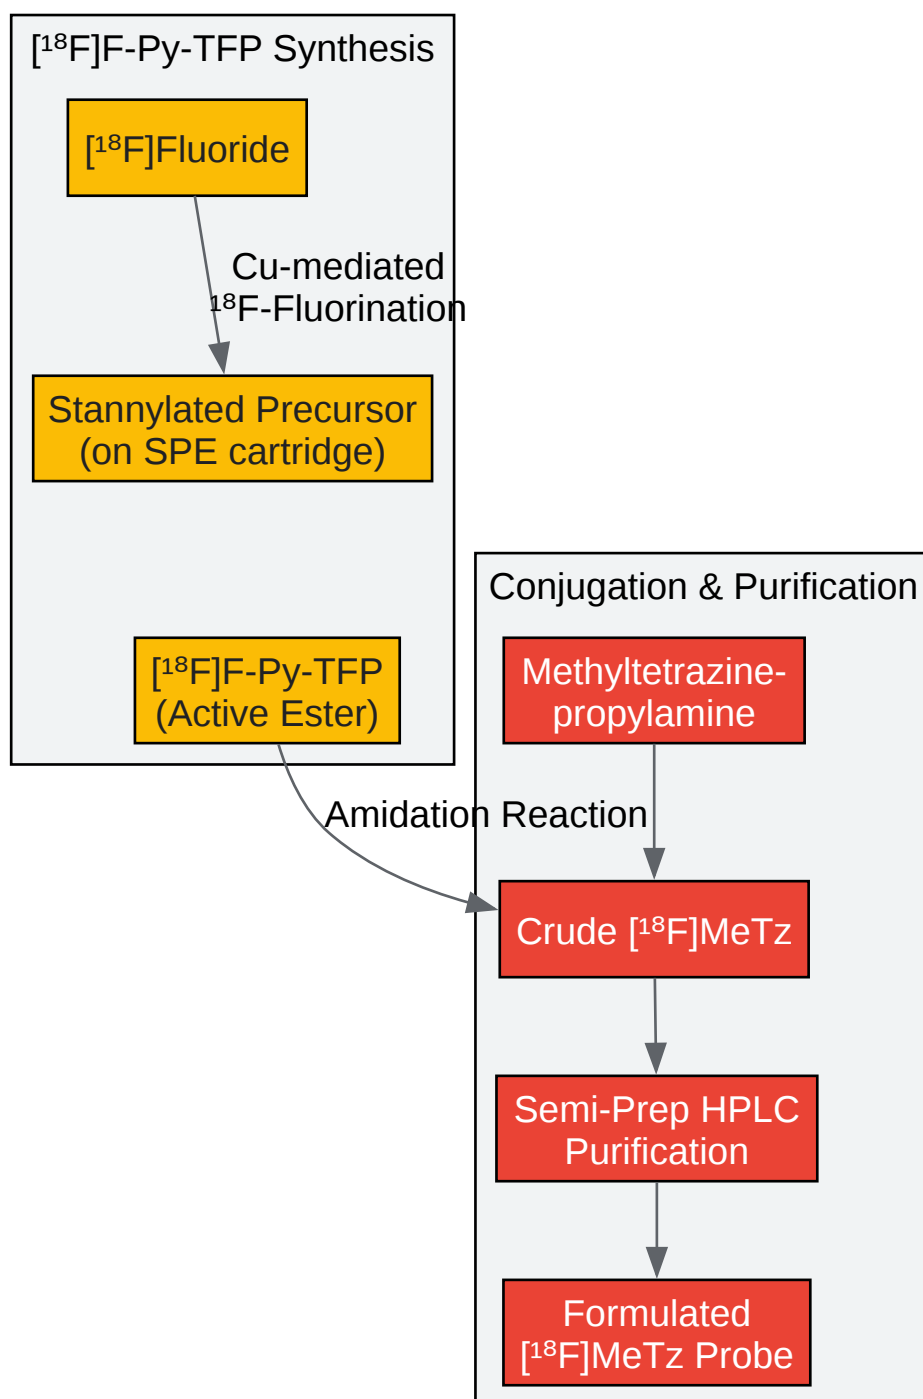 [¹⁸F]F-Py-TFP Synthesis
[¹⁸F]Fluoride
Cu-mediated
¹⁸F-Fluorination
Stannylated Precursor
(on SPE cartridge)
[¹⁸F]F-Py-TFP
(Active Ester)
Amidation Reaction
Conjugation & Purification
Methyltetrazine-
propylamine
Crude [¹⁸F]MeTz
Semi-Prep HPLC
Purification
Formulated
[¹⁸F]MeTz Probe